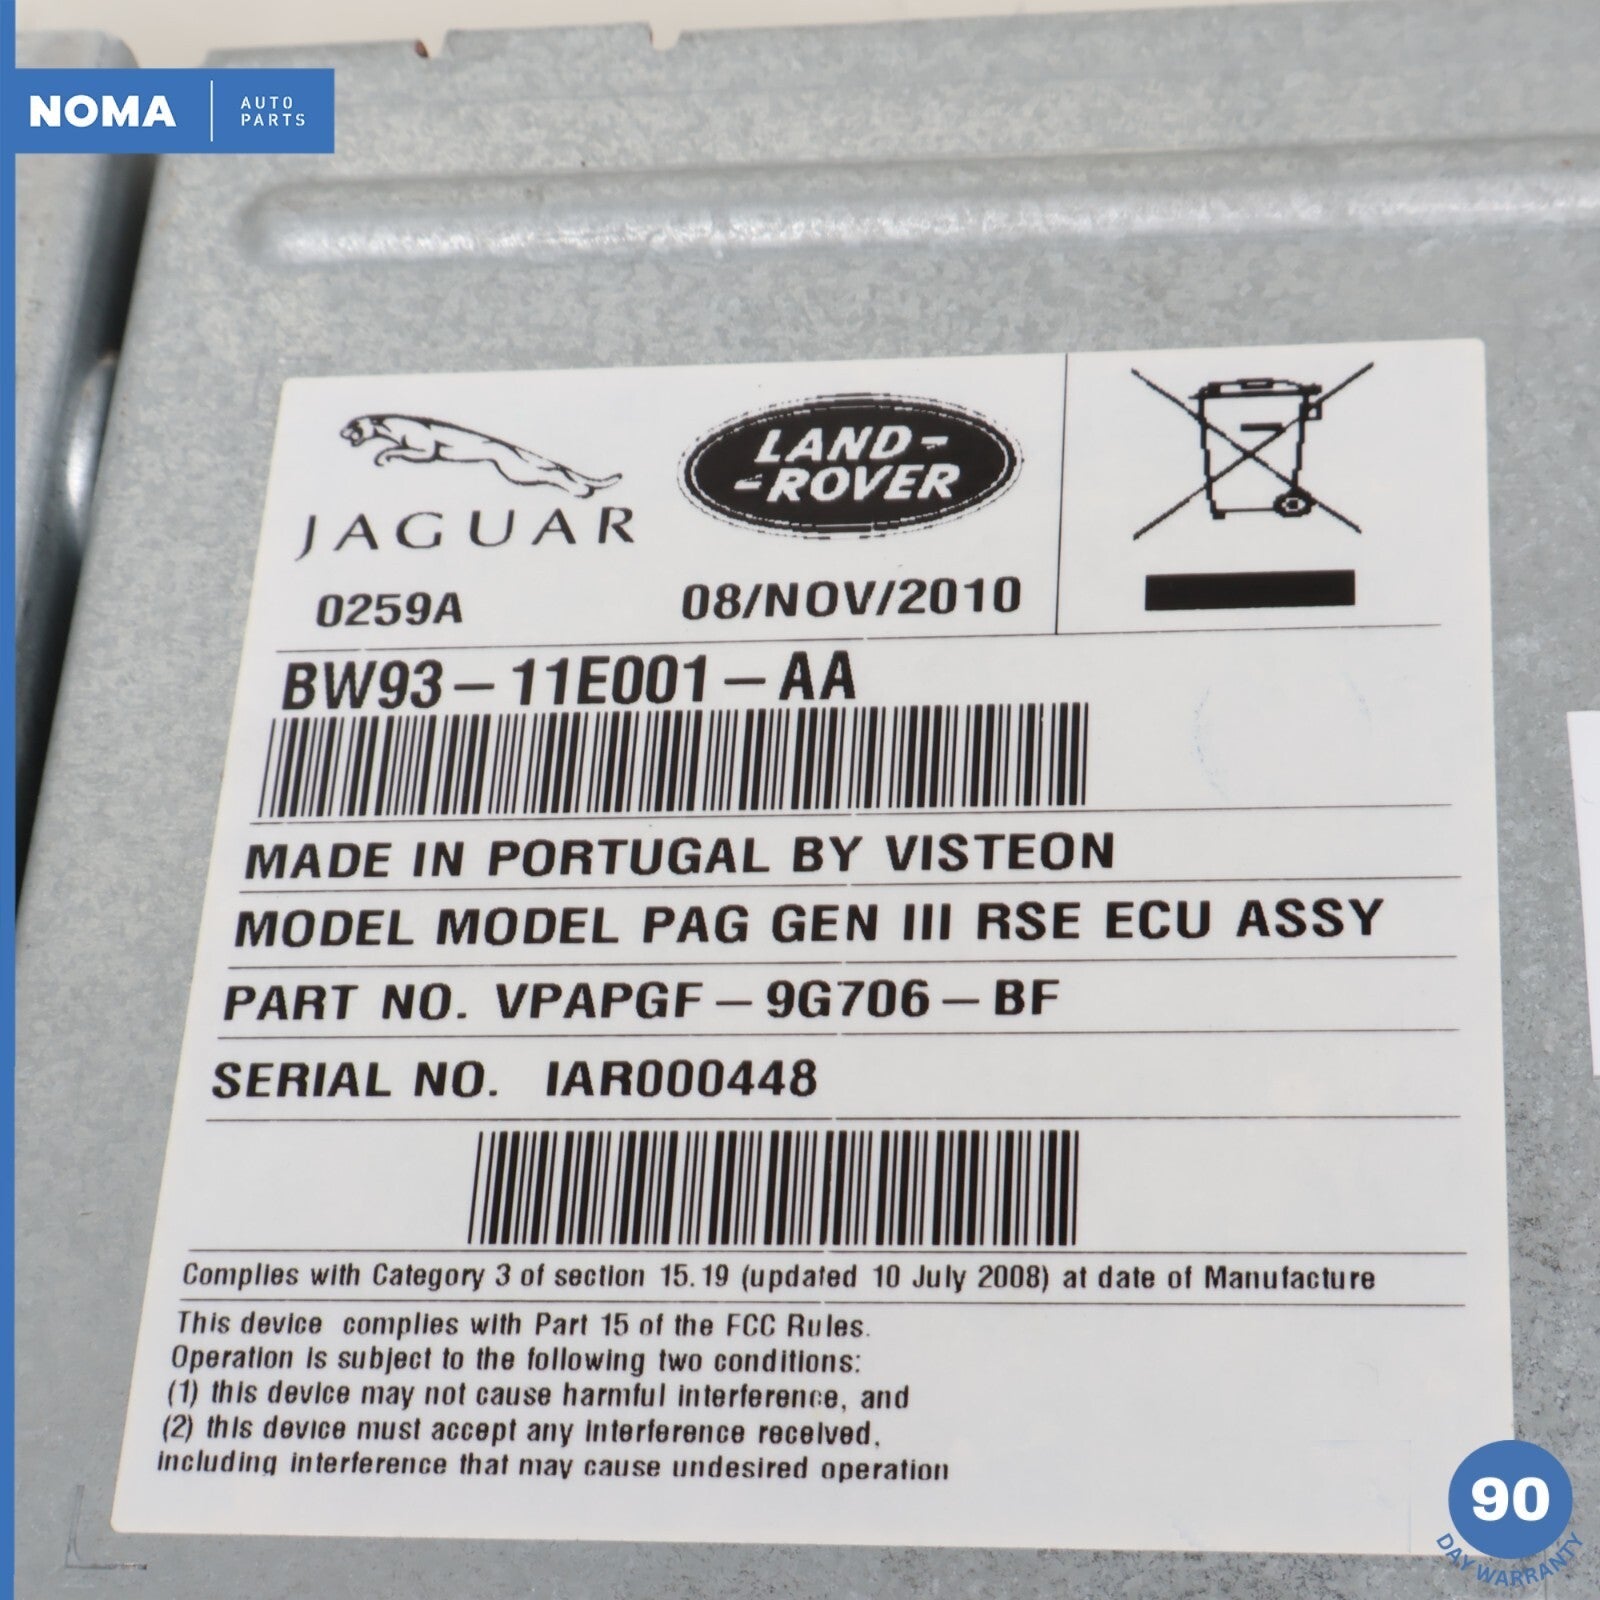 NOMA
AUTO
PARTS
JAGUAR
LAND-
-ROVER
0259A
08/NOV/2010
BW93-11E001-AA
MADE IN PORTUGAL BY VISTEON
MODEL MODEL PAG GEN III RSE ECU ASSY
PART NO. VPAPGF-9G706-BF
SERIAL NO. IAR000448
Complies with Category 3 of section 15.19 (updated 10 July 2008) at date of Manufacture
This device complies with Part 15 of the FCC Rules.
Operation is subject to the following two conditions:
(1) this device may not cause harmful interference, and
(2) this device must accept any interference received,
including interference that may cause undesired operation
90
DAY WARRANTY